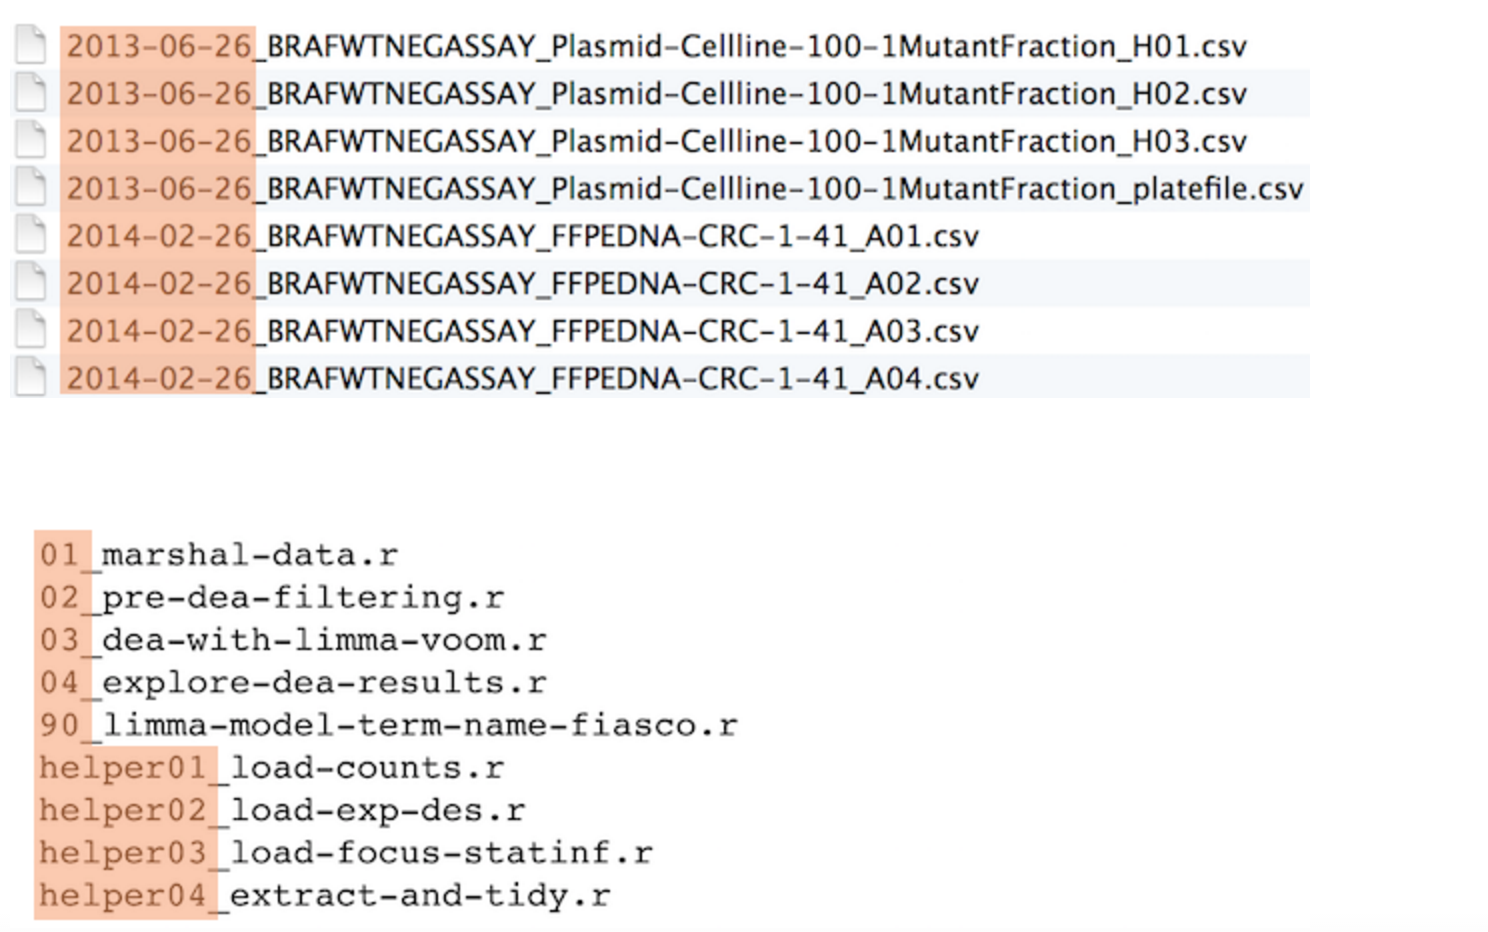 2013-06-26_BRAFWTNEGASSAY_Plasmid-Cellline-100-1MutantFraction_H01.csv
2013-06-26_BRAFWTNEGASSAY_Plasmid-Cellline-100-1MutantFraction_H02.csv
2013-06-26_BRAFWTNEGASSAY_Plasmid-Cellline-100-1MutantFraction_H03.csv
2013-06-26_BRAFWTNEGASSAY_Plasmid-Cellline-100-1MutantFraction_platefile.csv
2014-02-26_BRAFWTNEGASSAY_FFPEDNA-CRC-1-41_A01.csv
2014-02-26_BRAFWTNEGASSAY_FFPEDNA-CRC-1-41_A02.csv
2014-02-26_BRAFWTNEGASSAY_FFPEDNA-CRC-1-41_A03.csv
2014-02-26_BRAFWTNEGASSAY_FFPEDNA-CRC-1-41_A04.csv
01_marshal-data.r
02_pre-dea-filtering.r
03_dea-with-limma-voom.r
04_explore-dea-results.r
90_limma-model-term-name-fiasco.r
helper01_load-counts.r
helper02_load-exp-des.r
helper03_load-focus-statinf.r
helper04_extract-and-tidy.r